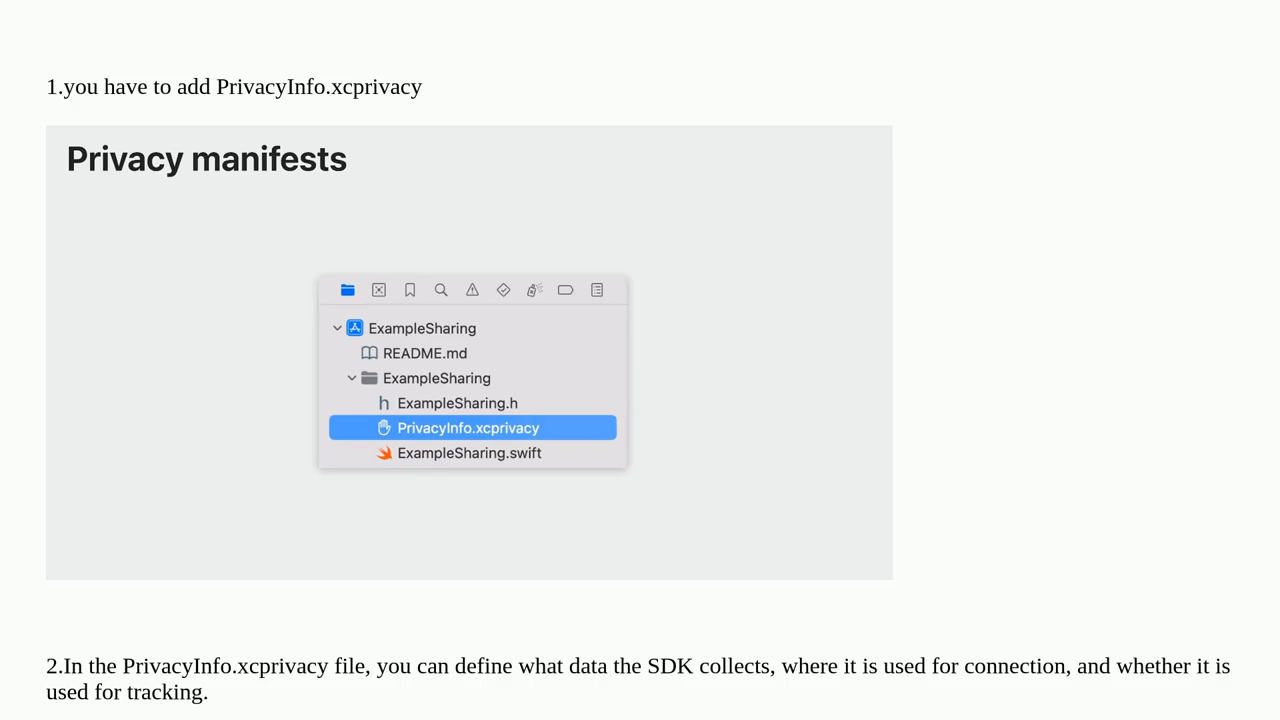 1.you have to add PrivacyInfo.xcprivacy
Privacy manifests
ExampleSharing
README.md
ExampleSharing
ExampleSharing.h
PrivacyInfo.xcprivacy
ExampleSharing.swift
2.In the PrivacyInfo.xcprivacy file, you can define what data the SDK collects, where it is used for connection, and whether it is
used for tracking.